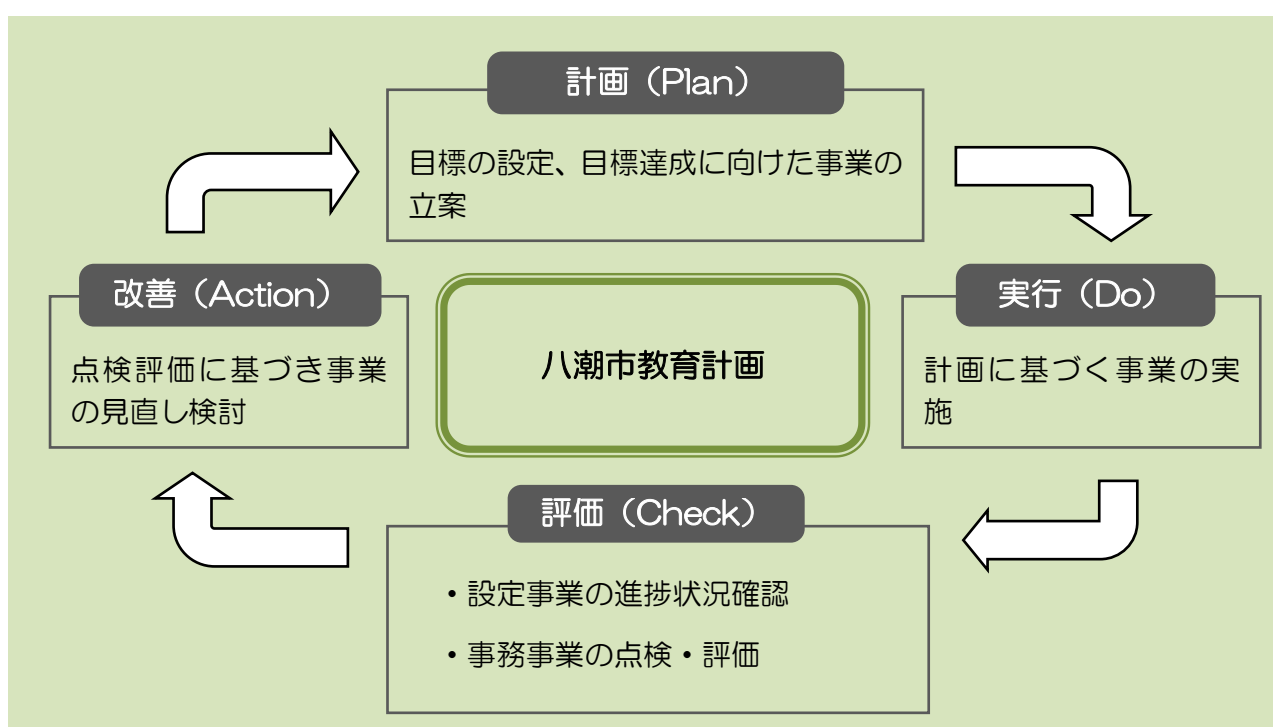 計画（Plan）
目標の設定、目標達成に向けた事業の
立案
改善（Action）
点検評価に基づき事業
の見直し検討
八潮市教育計画
実行（Do）
計画に基づく事業の実
施
評価（Check）
・設定事業の進捗状況確認
・事務事業の点検・評価